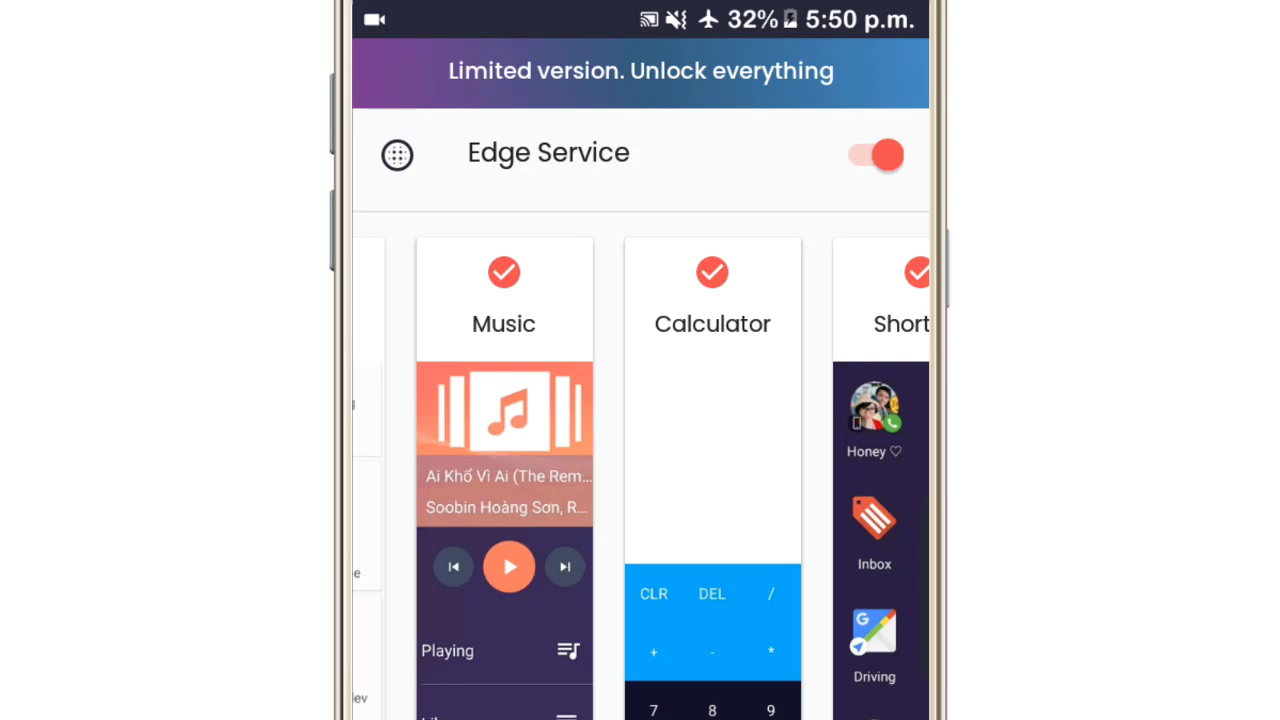 32% 5:50 p.m.
Limited version. Unlock everything
Edge Service
Music
Calculator
Short
Ai Khổ Vì Ai (The Rem...
Soobin Hoàng Sơn, R...
Playing
CLR DEL /
+ - *
7 8 9
Honey ♡
Inbox
G
Driving